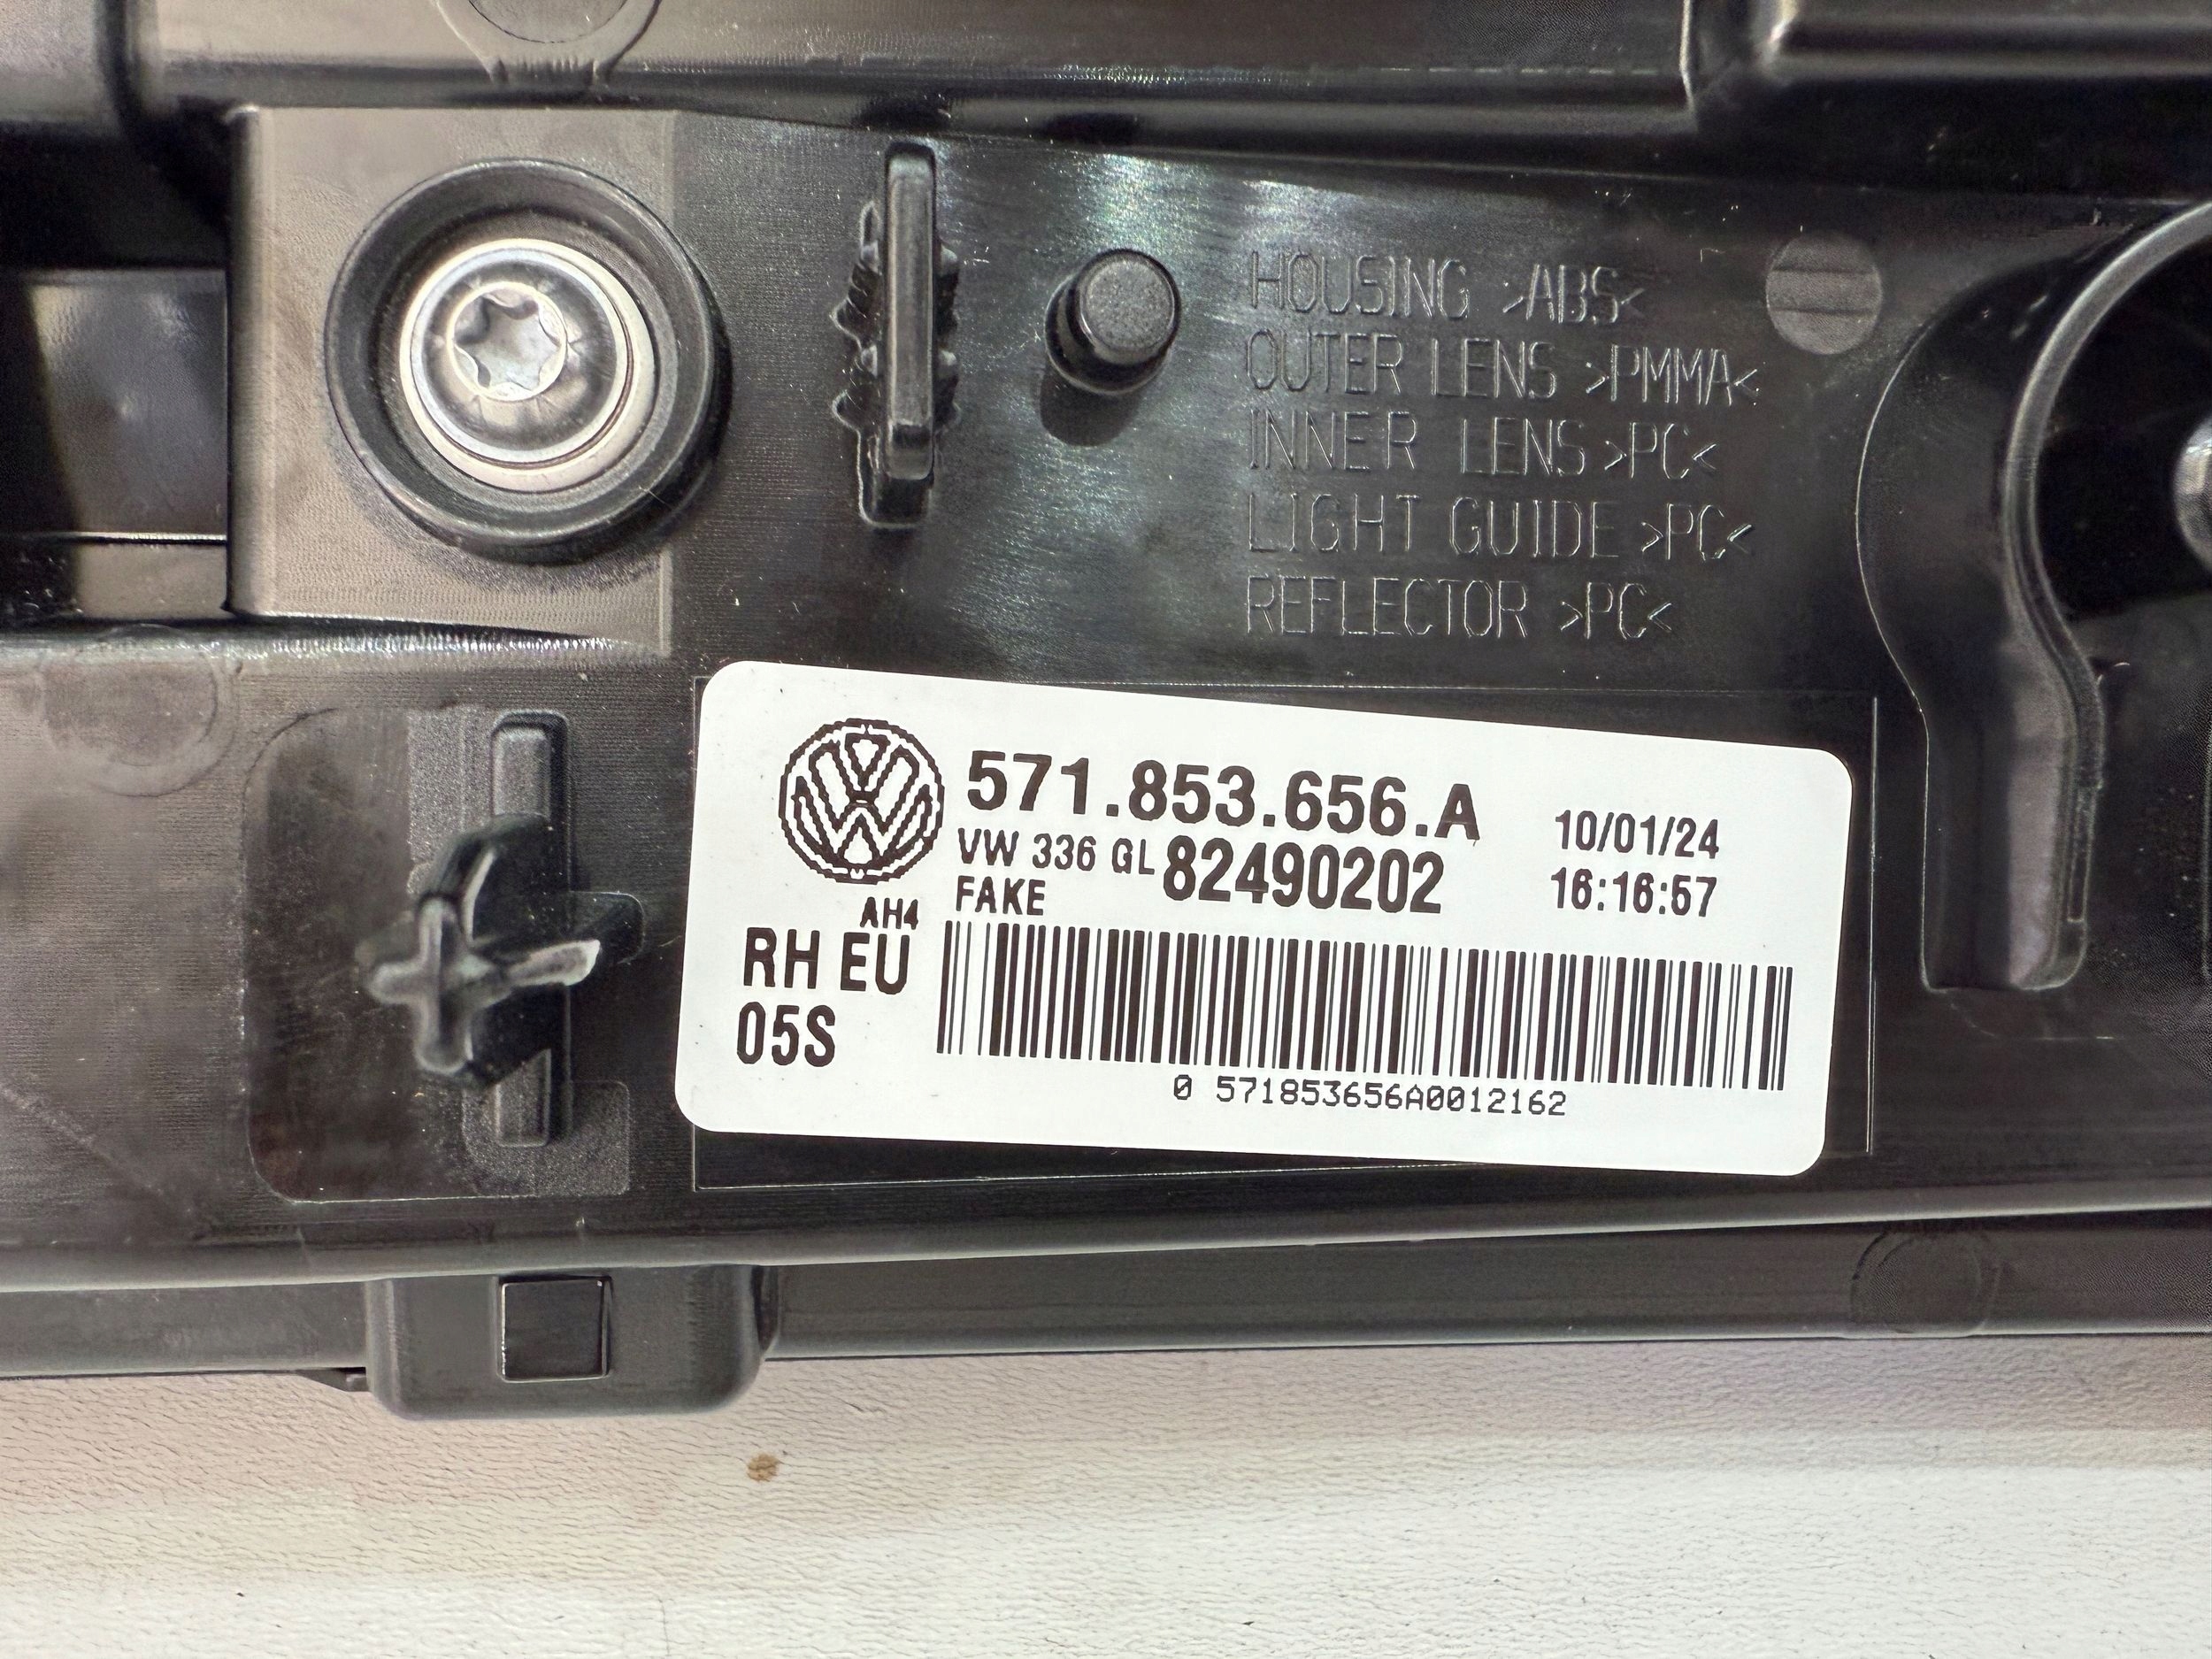 HOUSING >ABS<
OUTER LENS >PMMA<
INNER LENS >PC<
LIGHT GUIDE >PC<
REFLECTOR >PC<
571.853.656.A
10/01/24
VW 336 GL 82490202
16:16:57
FAKE
AH4
RH EU
05S
0 571853656A0012162